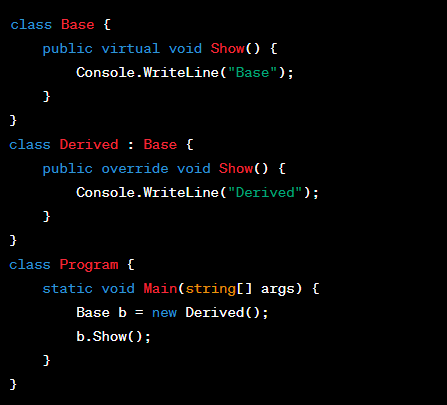 class Base {
    public virtual void Show() {
        Console.WriteLine("Base");
    }
}
class Derived : Base {
    public override void Show() {
        Console.WriteLine("Derived");
    }
}
class Program {
    static void Main(string[] args) {
        Base b = new Derived();
        b.Show();
    }
}